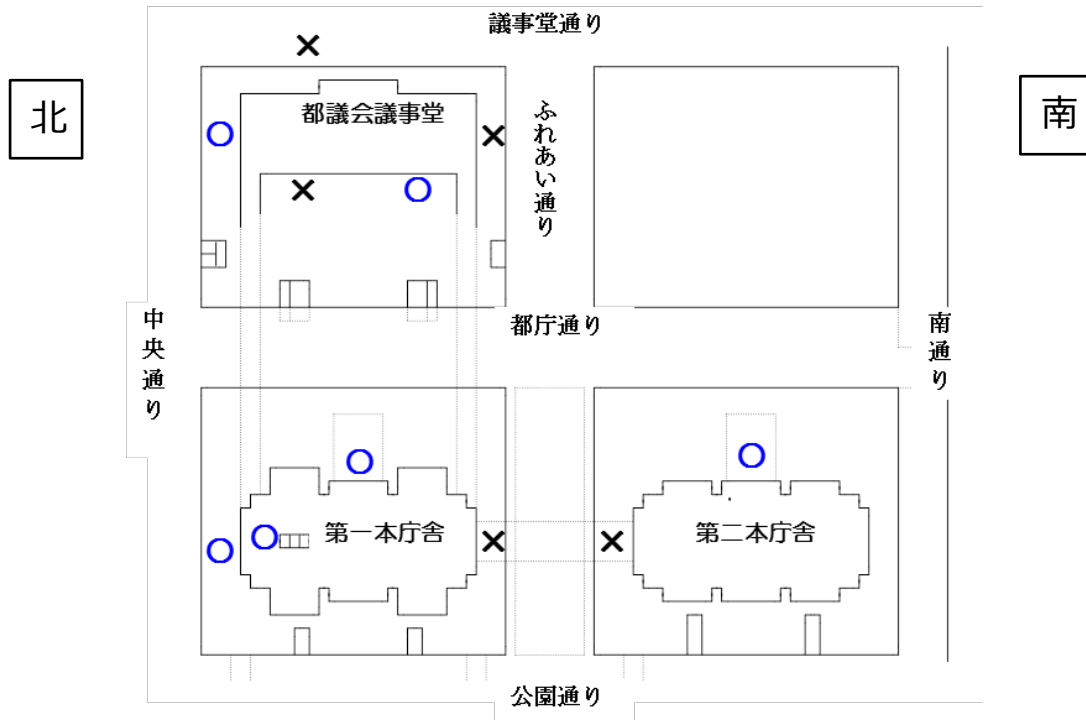 議事堂通り
北
南
都議会議事堂
ふれあい通り
都庁通り
中央通り
南通り
第一本庁舎
第二本庁舎
公園通り